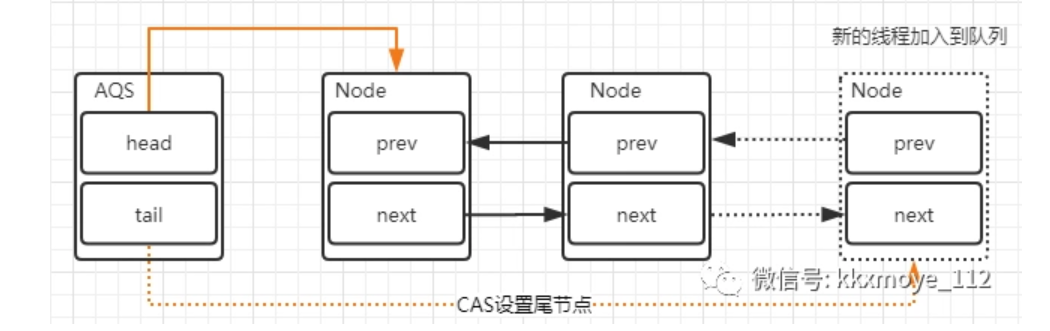 新的线程加入到队列
AQS
head
tail
Node
prev
next
Node
prev
next
Node
prev
next
微信号: kkxmoye_112
CAS设置尾节点